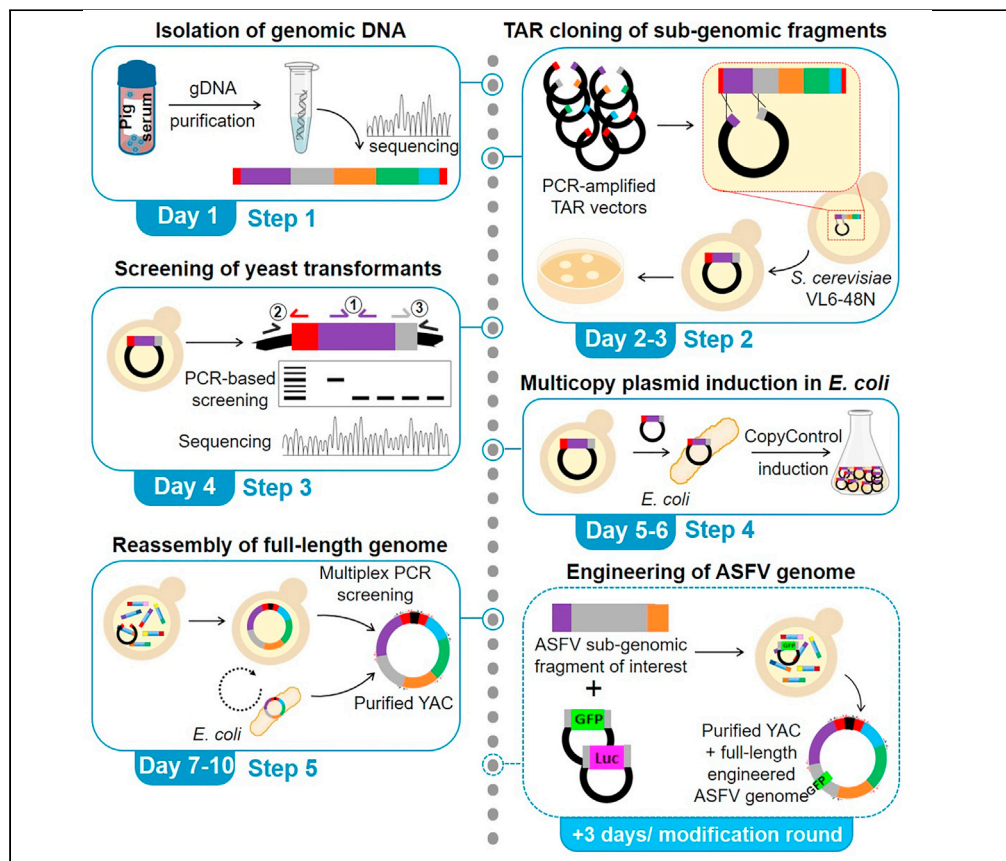 Isolation of genomic DNA
Pig
serum
gDNA
purification
sequencing
Day 1
Step 1
TAR cloning of sub-genomic fragments
PCR-amplified
TAR vectors
S. cerevisiae
VL6-48N
Day 2-3
Step 2
Screening of yeast transformants
2
1
3
PCR-based
screening
Sequencing
Day 4
Step 3
Multicopy plasmid induction in E. coli
E. coli
CopyControl
induction
Day 5-6
Step 4
Reassembly of full-length genome
Multiplex PCR
screening
E. coli
Purified YAC
Day 7-10
Step 5
Engineering of ASFV genome
ASFV sub-genomic
fragment of interest
+
GFP
Luc
GFP
Purified YAC
+ full-length
engineered
ASFV genome
GFP
+3 days/ modification round